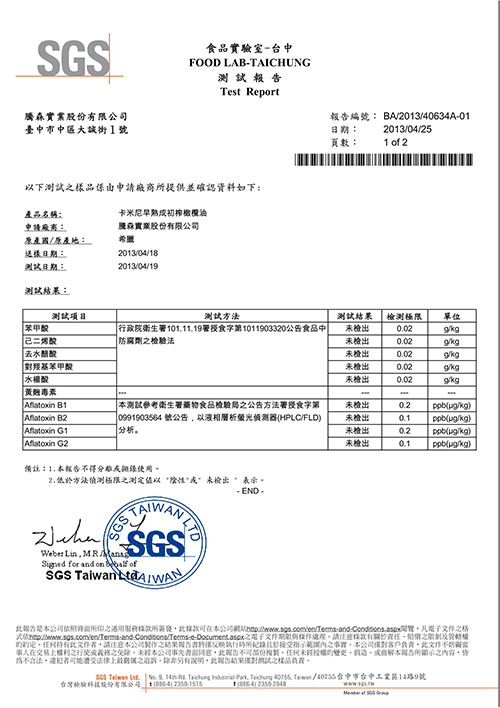 SGS
食品實驗室-台中
FOOD LAB-TAICHUNG
測 試 報 告
Test Report
騰森實業股份有限公司
臺中市中區大誠街1號
報告編號： BA/2013/40634A-01
日期： 2013/04/25
頁數： 1 of 2
以下測試之樣品係由申請廠商所提供並確認資料如下：
產品名稱: 卡米尼早熟成初榨橄欖油
申請廠商： 騰森實業股份有限公司
原產國/原產地： 希臘
送樣日期： 2013/04/18
測試日期： 2013/04/19
測試結果：
測試項目 測試方法 測試結果 檢測極限 單位
苯甲酸 行政院衛生署101.11.19署授食字第1011903320公告食品中 未檢出 0.02 g/kg
己二烯酸 防腐劑之檢驗法 未檢出 0.02 g/kg
去水醋酸 未檢出 0.02 g/kg
對羥基苯甲酸 未檢出 0.02 g/kg
水楊酸 未檢出 0.02 g/kg
黃麴毒素 --- --- --- ---
Aflatoxin B1 本測試參考衛生署藥物食品檢驗局之公告方法署授食字第 未檢出 0.2 ppb(μg/kg)
Aflatoxin B2 0991903564 號公告，以液相層析螢光偵測器(HPLC/FLD) 未檢出 0.1 ppb(μg/kg)
Aflatoxin G1 分析。 未檢出 0.2 ppb(μg/kg)
Aflatoxin G2 未檢出 0.1 ppb(μg/kg)
備註：1.本報告不得分離或摘錄使用。
2.低於方法偵測極限之測定值以 "陰性"或" 未檢出 " 表示。
- END -
Weber Lin, M.R./Manag
Signed for and on behalf of
SGS Taiwan Ltd.
SGS TAIWAN LTD
SGS
TAIWAN
此報告是本公司依照背面所印之通用服務條款所簽發，此條款可在本公司網站http://www.sgs.com/en/Terms-and-Conditions.aspx閱覽，凡電子文件之格
式依http://www.sgs.com/en/Terms-and-Conditions/Terms-e-Document.aspx之電子文件期限與條件處理。請注意條款有關於責任、賠償之限制及管轄權
的約定。任何持有此文件者，請注意本公司製作之結果報告書將僅反映執行時所紀錄且於接受指示範圍內之事實。本公司僅對客戶負責，此文件不妨礙當
事人在交易上權利之行使或義務之免除。未經本公司事先書面同意，此報告不可部份複製。任何未經授權的變更、偽造、或曲解本報告所顯示之內容，皆
為不合法，違犯者可能遭受法律上最嚴厲之追訴。除非另有說明，此報告結果僅對測試之樣品負責。
SGS Taiwan Ltd. No. 9, 14th Rd. Taichung Industrial Park, Taichung 40755, Taiwan /40755台中市台中工業區14路9號
台灣檢驗科技股份有限公司 t (886-4) 2359-1515 f (886-4) 2359-2948 www.sgs.tw
Member of SGS Group